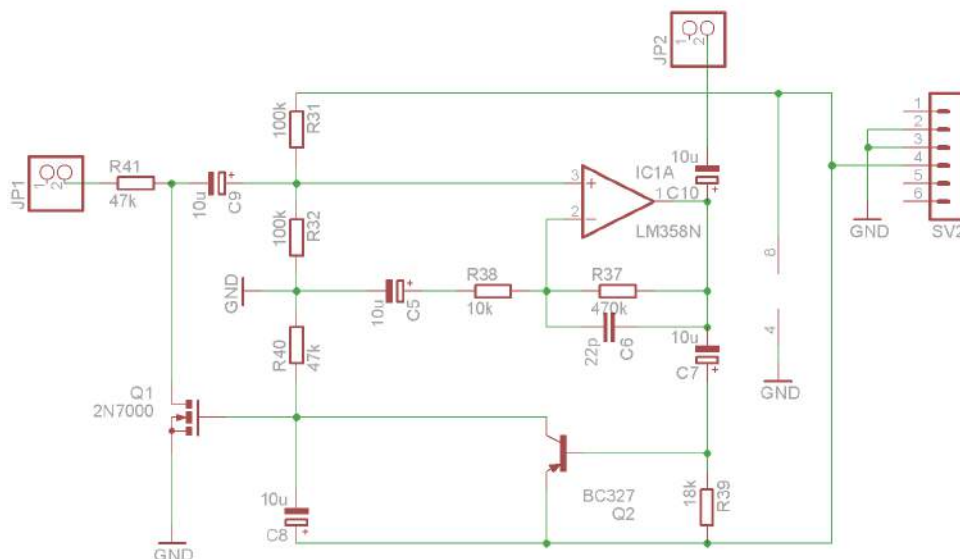 JP2
1
2
100k
R31
10u
IC1A
C10
1
2
3
4
5
6
SV2
GND
JP1
1
2
R41
47k
10u
C9
3
2
1
LM358N
100k
R32
GND
10u
C5
R38
10k
R37
470k
22p
C6
10u
C7
8
4
GND
R40
47k
Q1
2N7000
BC327
Q2
18k
R39
10u
C8
GND